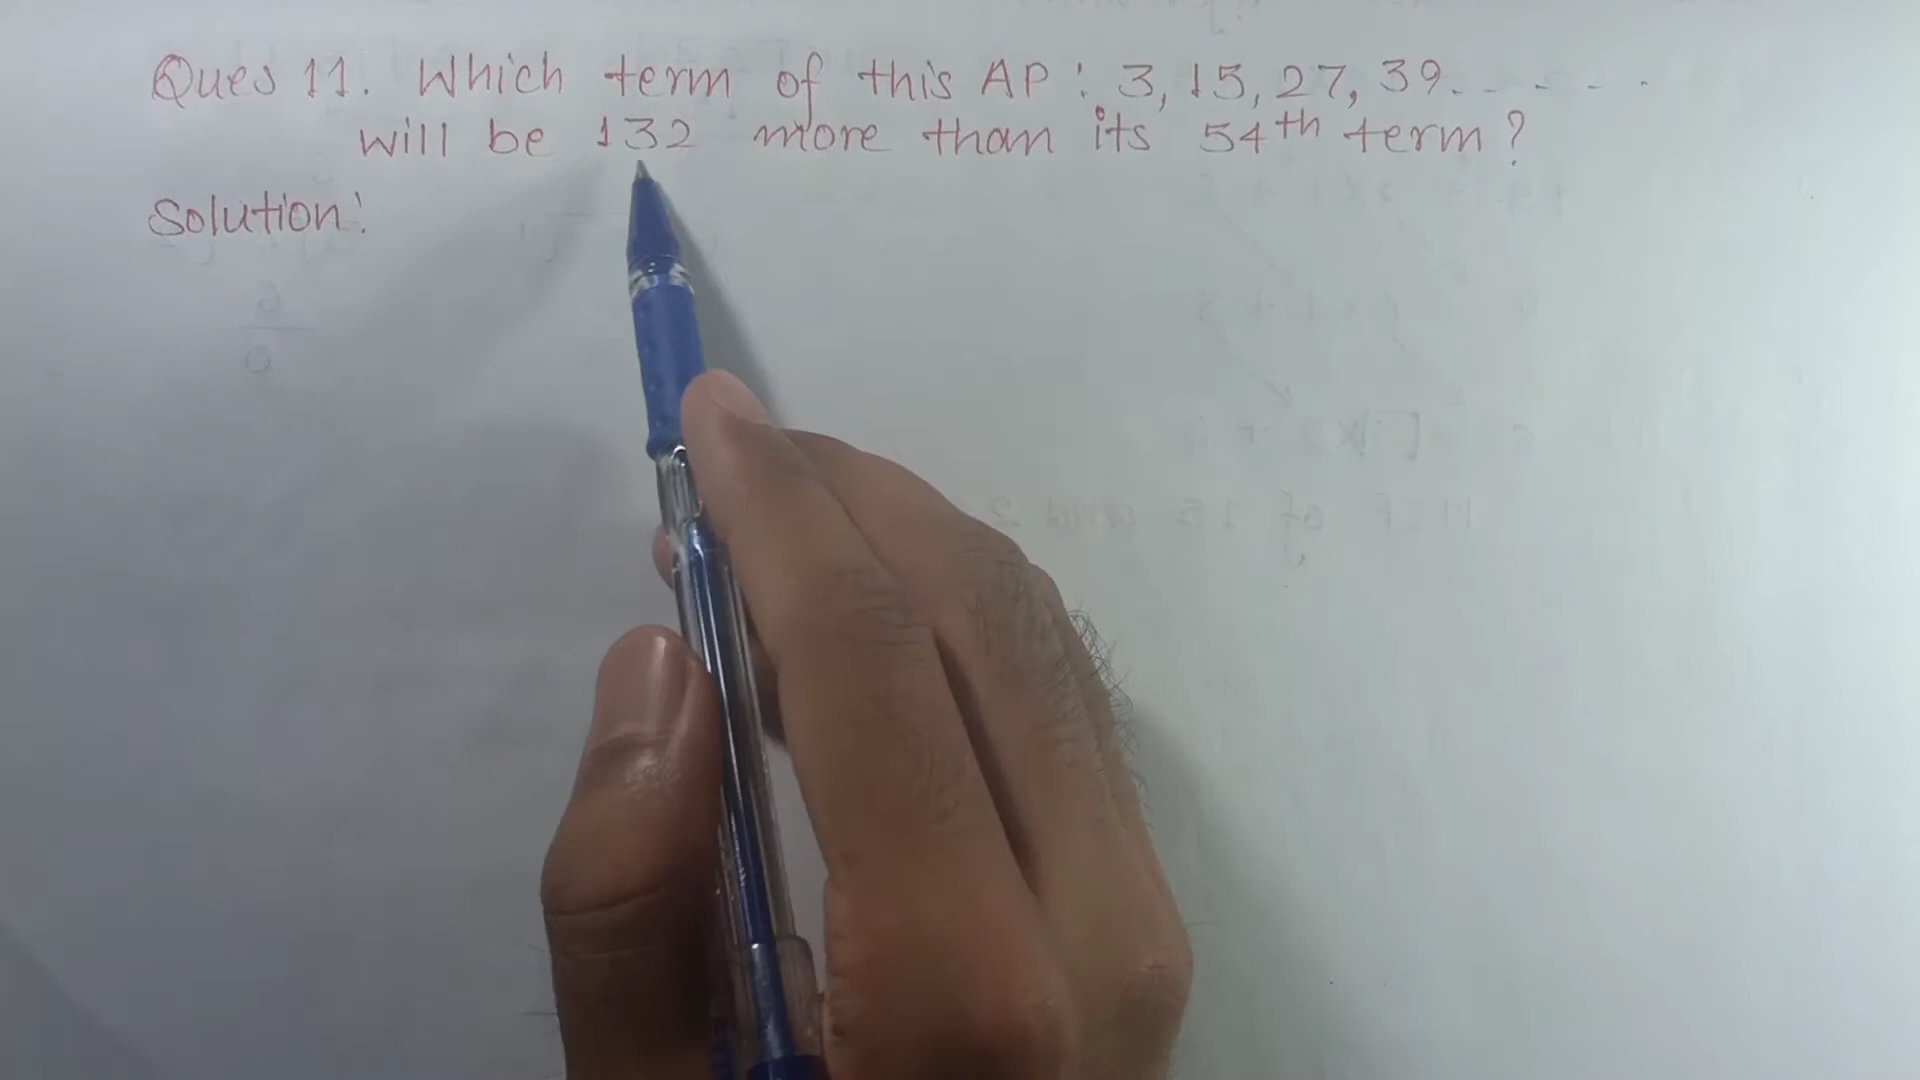 Ques 11. Which term of this AP : 3, 15, 27, 39. - - - - .
will be 132 more than its 54th term ?
Solution: